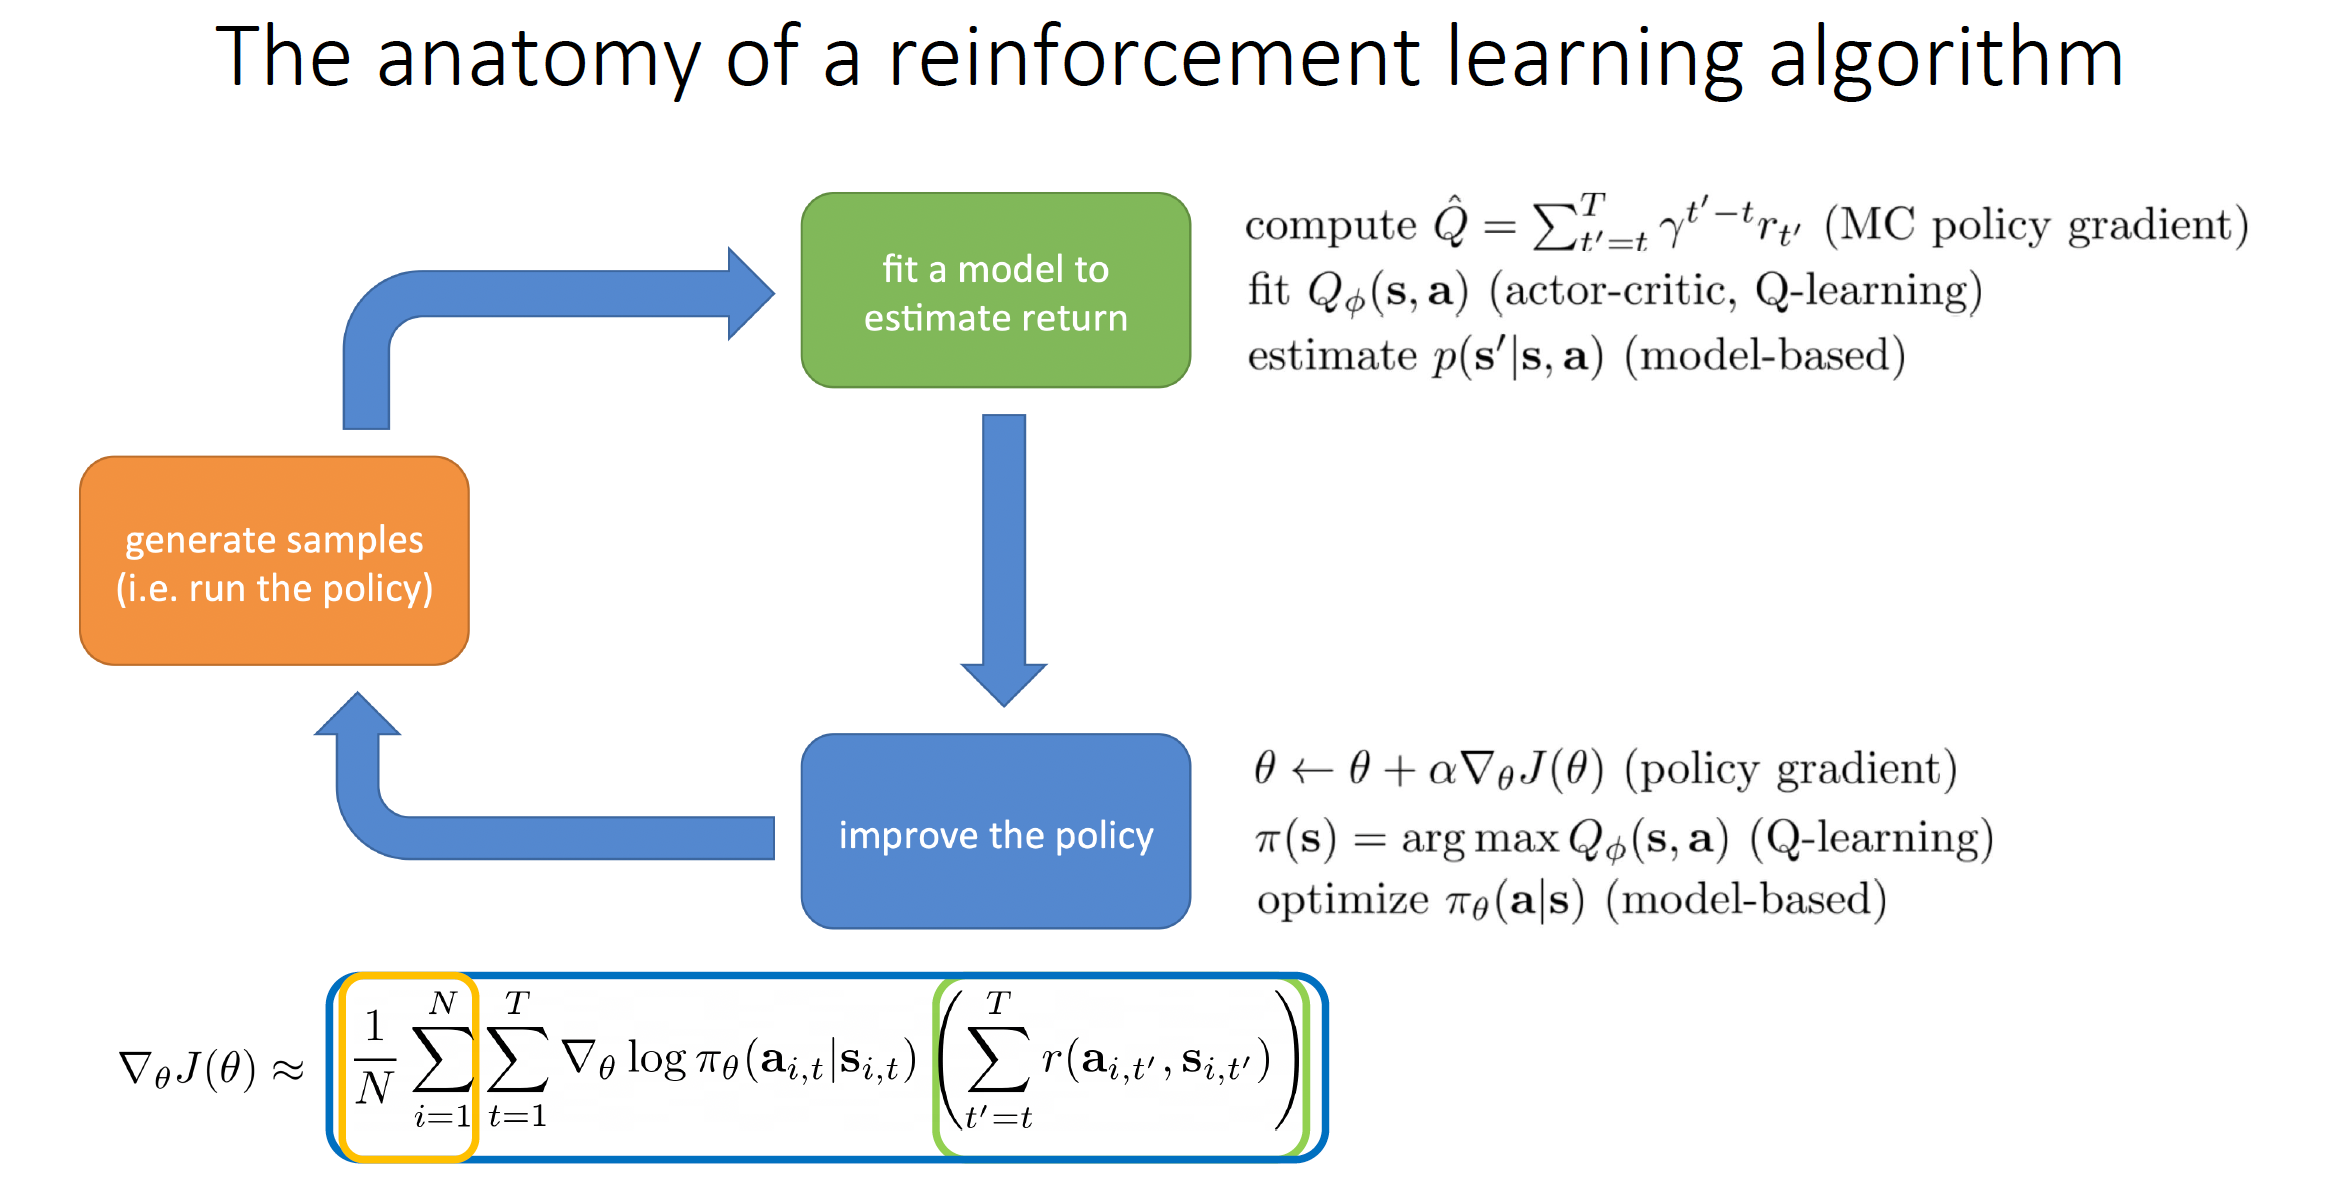 The anatomy of a reinforcement learning algorithm
fit a model to
estimate return
compute $\hat{Q} = \sum_{t'=t}^{T} \gamma^{t'-t} r_{t'}$ (MC policy gradient)
fit $Q_\phi(\mathbf{s}, \mathbf{a})$ (actor-critic, Q-learning)
estimate $p(\mathbf{s}'|\mathbf{s}, \mathbf{a})$ (model-based)
generate samples
(i.e. run the policy)
improve the policy
$\theta \leftarrow \theta + \alpha \nabla_\theta J(\theta)$ (policy gradient)
$\pi(\mathbf{s}) = \arg\max Q_\phi(\mathbf{s}, \mathbf{a})$ (Q-learning)
optimize $\pi_\theta(\mathbf{a}|\mathbf{s})$ (model-based)
$\nabla_\theta J(\theta) \approx \frac{1}{N} \sum_{i=1}^{N} \sum_{t=1}^{T} \nabla_\theta \log \pi_\theta(\mathbf{a}_{i,t}|\mathbf{s}_{i,t}) \left( \sum_{t'=t}^{T} r(\mathbf{a}_{i,t'}, \mathbf{s}_{i,t'}) \right)$